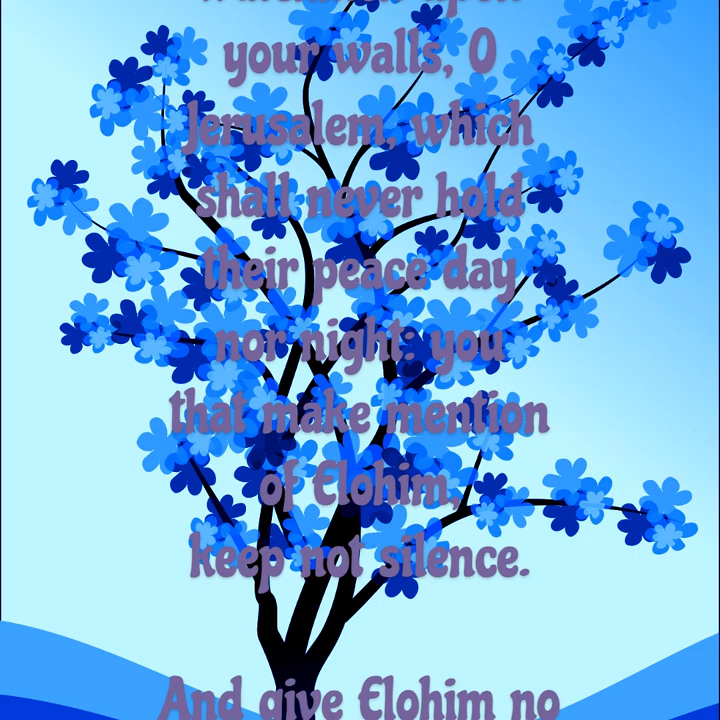 your walls, O
Jerusalem, which
shall never hold
their peace day
nor night: you
that make mention
of Elohim,
keep not silence.
And give Elohim no